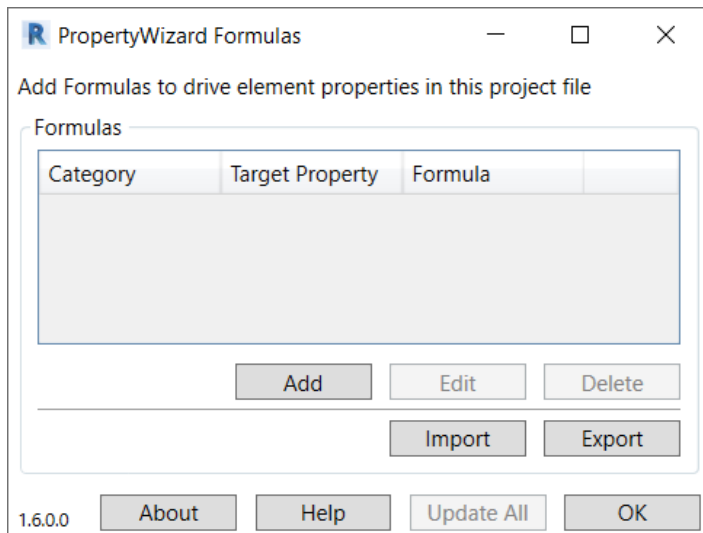 PropertyWizard Formulas
Add Formulas to drive element properties in this project file
Formulas
Category Target Property Formula
Add Edit Delete
Import Export
1.6.0.0 About Help Update All OK